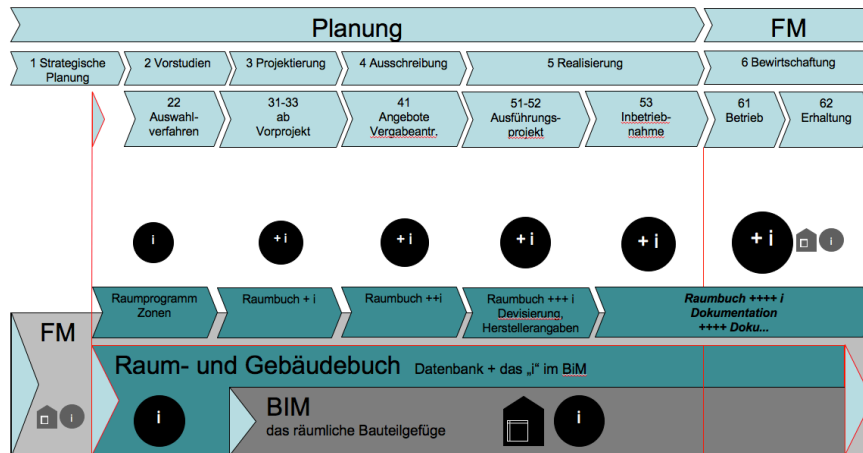 Planung
FM
1 Strategische
Planung
2 Vorstudien
3 Projektierung
4 Ausschreibung
5 Realisierung
6 Bewirtschaftung
22
Auswahl-
verfahren
31-33
ab
Vorprojekt
41
Angebote
Vergabeantr.
51-52
Ausführungs-
projekt
53
Inbetrieb-
nahme
61
Betrieb
62
Erhaltung
i
+ i
+ i
+ i
+ i
+ i
i
Raumprogramm
Zonen
Raumbuch + i
Raumbuch ++i
Raumbuch +++ i
Devisierung,
Herstellerangaben
Raumbuch ++++ i
Dokumentation
++++ Doku...
FM
i
Raum- und Gebäudebuch Datenbank + das „i“ im BiM
i
BIM
das räumliche Bauteilgefüge
i